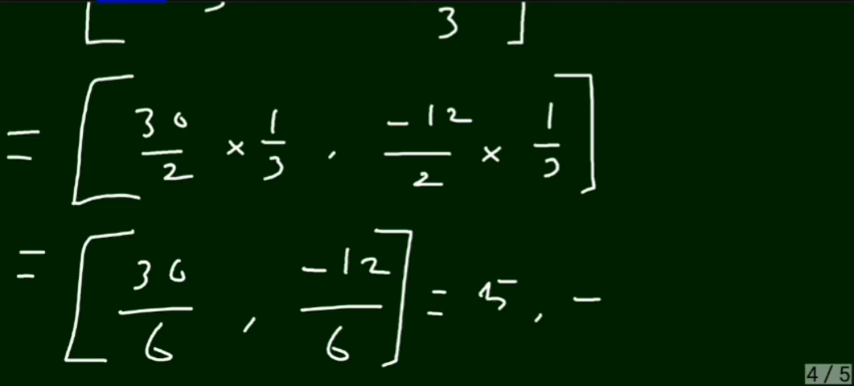 3 ]
= [ 30/2 × 1/3 , -12/2 × 1/3 ]
= [ 30/6 , -12/6 ] = 5, -
4 / 5